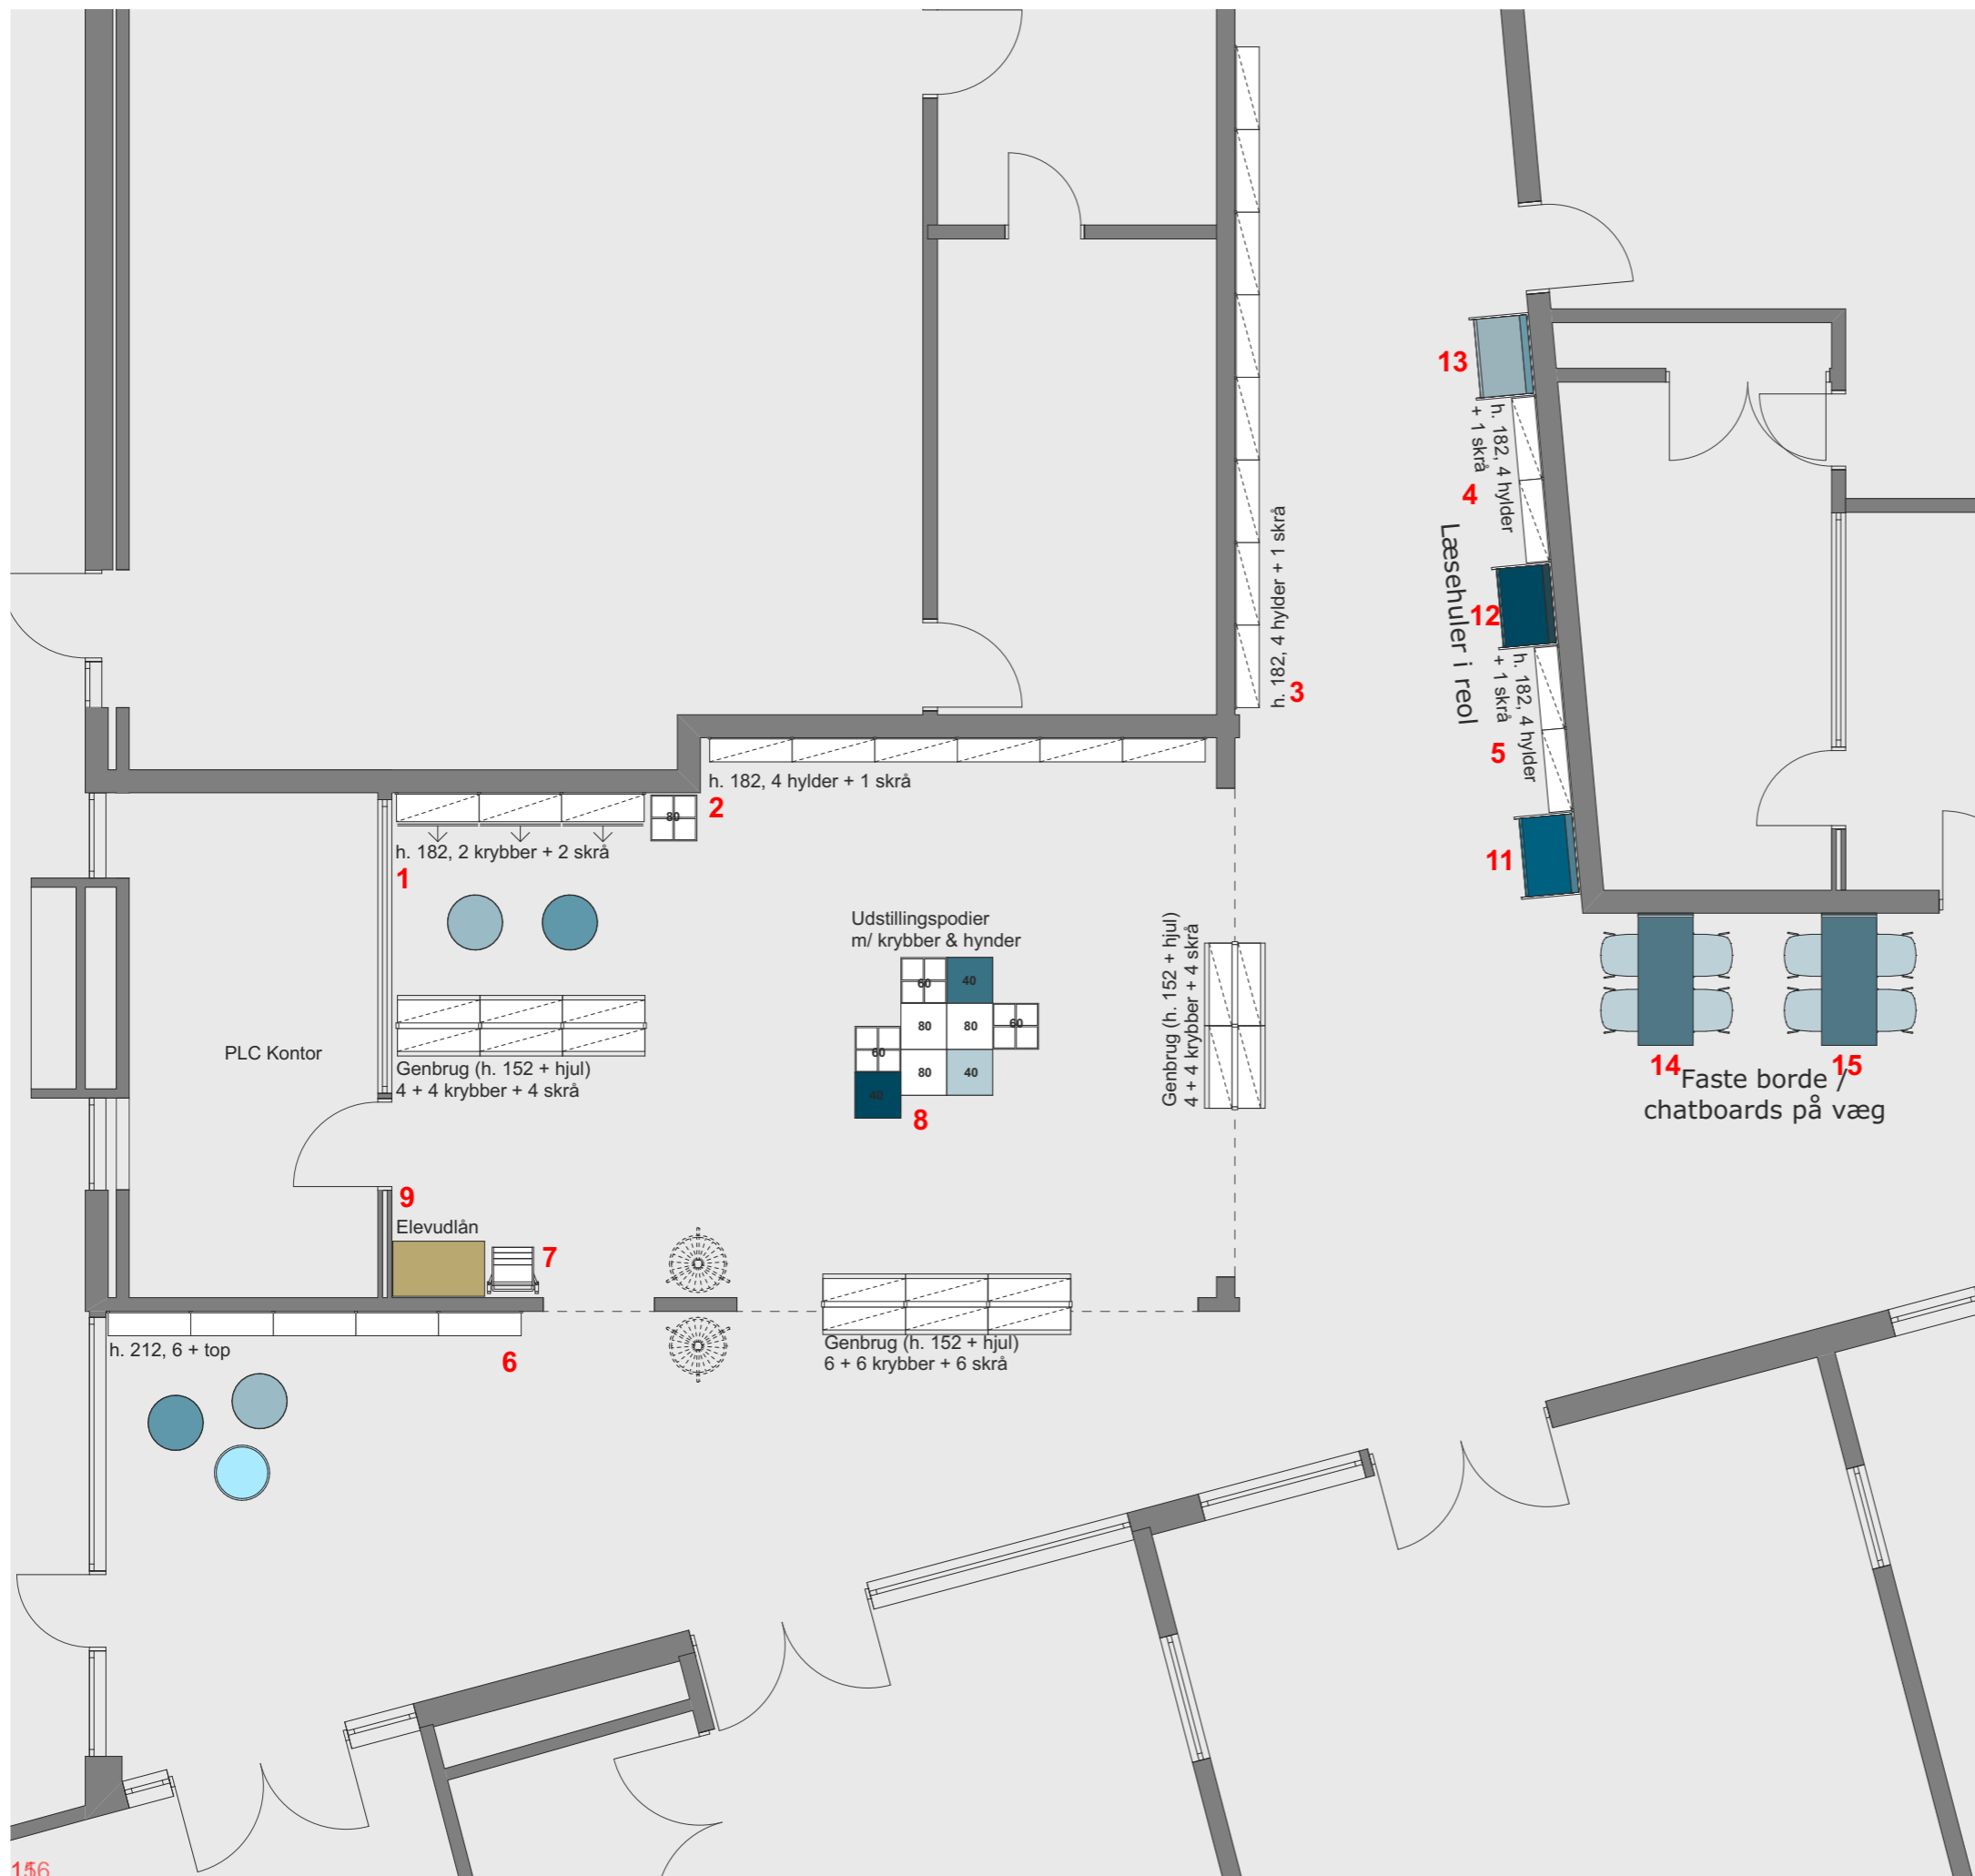 13
h. 182, 4 hylder
+ 1 skrå
4
Læsehuler i reol
12
h. 182, 4 hylder
+ 1 skrå
5
11
h. 182, 4 hylder + 1 skrå
3
h. 182, 4 hylder + 1 skrå
2
80
h. 182, 2 krybber + 2 skrå
1
Udstillingspodier
m/ krybber & hynder
60
40
80
80
60
60
80
40
40
8
Genbrug (h. 152 + hjul)
4 + 4 krybber + 4 skrå
PLC Kontor
Genbrug (h. 152 + hjul)
4 + 4 krybber + 4 skrå
14
15
Faste borde /
chatboards på væg
9
Elevudlån
7
h. 212, 6 + top
6
Genbrug (h. 152 + hjul)
6 + 6 krybber + 6 skrå